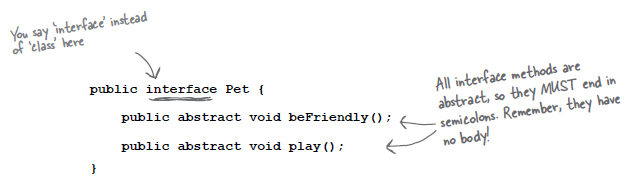 You say 'interface' instead
of 'class' here
public interface Pet {
public abstract void beFriendly();
public abstract void play();
}
All interface methods are
abstract, so they MUST end in
semicolons. Remember, they have
no body!